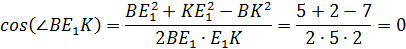 cos(∠BE₁K) = (BE₁² + KE₁² − BK²) / (2BE₁ · E₁K) = (5 + 2 − 7) / (2 · 5 · 2) = 0